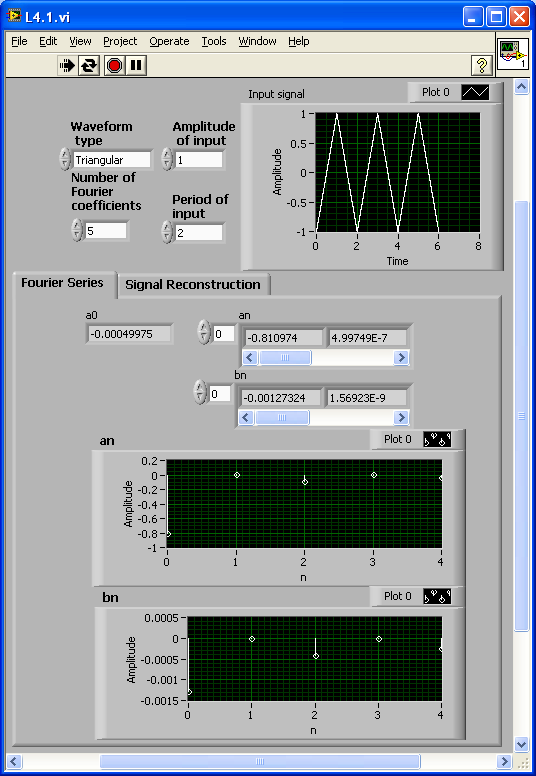 L4.1.vi
File Edit View Project Operate Tools Window Help
? 1
Input signal
Plot 0
Waveform type
Triangular
Amplitude of input
1
Number of Fourier coefficients
5
Period of input
2
Amplitude
1
0.5
0
-0.5
-1
0 2 4 6 8
Time
Fourier Series
Signal Reconstruction
a0
-0.00049975
an
0
-0.810974 4.99749E-7
bn
0
-0.00127324 1.56923E-9
an
Plot 0
Amplitude
0.2
0
-0.2
-0.4
-0.6
-0.8
-1
0 1 2 3 4
n
bn
Plot 0
Amplitude
0.0005
0
-0.0005
-0.001
-0.0015
0 1 2 3 4
n